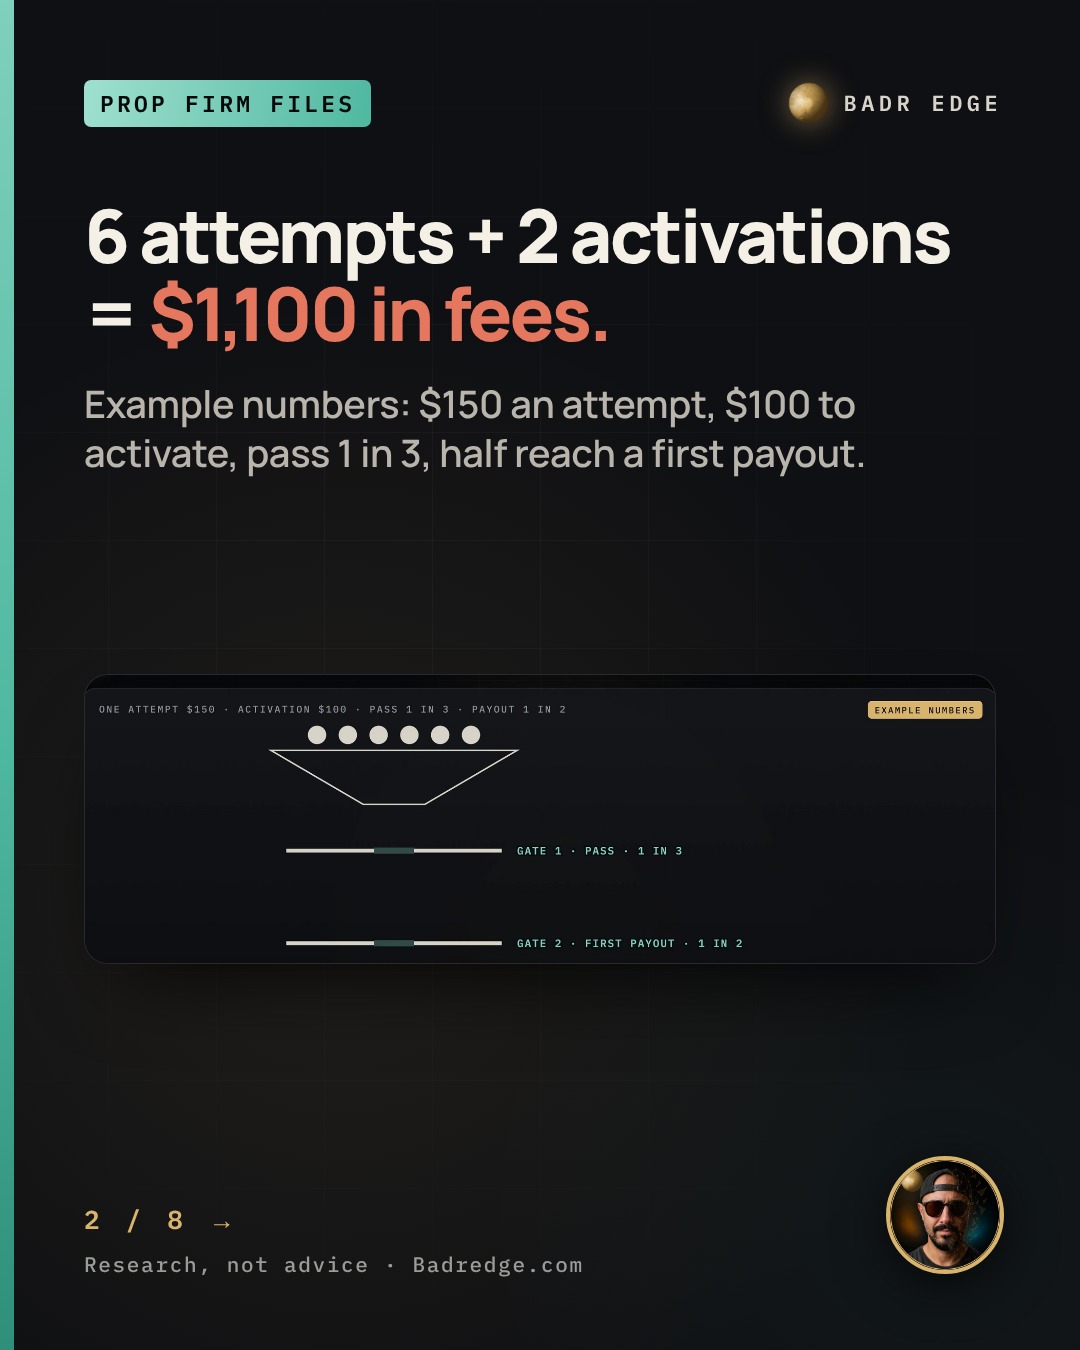 PROP FIRM FILES
BADR EDGE
6 attempts + 2 activations
= $1,100 in fees.
Example numbers: $150 an attempt, $100 to
activate, pass 1 in 3, half reach a first payout.
ONE ATTEMPT $150 · ACTIVATION $100 · PASS 1 IN 3 · PAYOUT 1 IN 2
EXAMPLE NUMBERS
GATE 1 · PASS · 1 IN 3
GATE 2 · FIRST PAYOUT · 1 IN 2
2 / 8 →
Research, not advice · Badredge.com